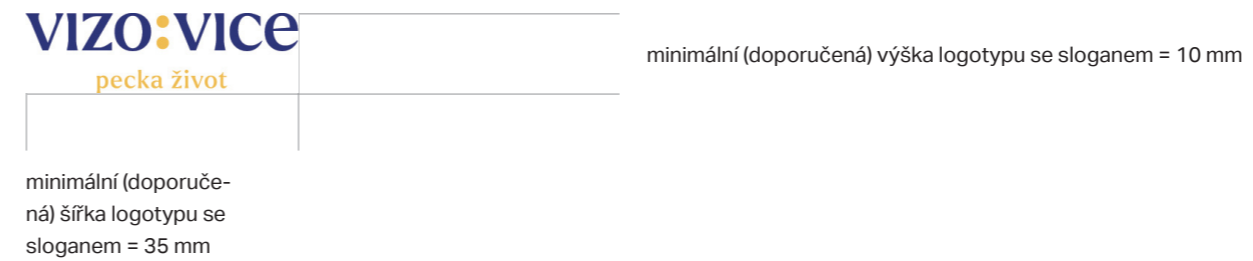 VIZO:VICe
pecka život
minimální (doporučená) výška logotypu se sloganem = 10 mm
minimální (doporuče-
ná) šířka logotypu se
sloganem = 35 mm